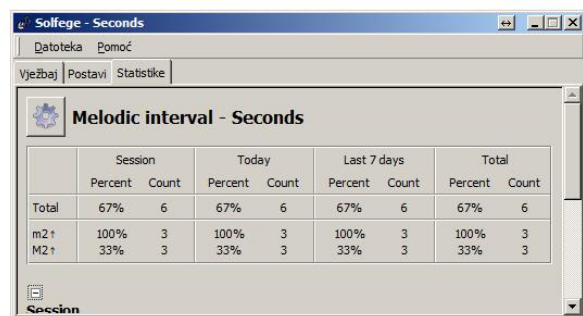 Solfege - Seconds
Datoteka Pomoć
Vježbaj Postavi Statistike
Melodic interval - Seconds
Session Today Last 7 days Total
Percent Count Percent Count Percent Count Percent Count
Total 67% 6 67% 6 67% 6 67% 6
m2↑ 100% 3 100% 3 100% 3 100% 3
M2↑ 33% 3 33% 3 33% 3 33% 3
Session